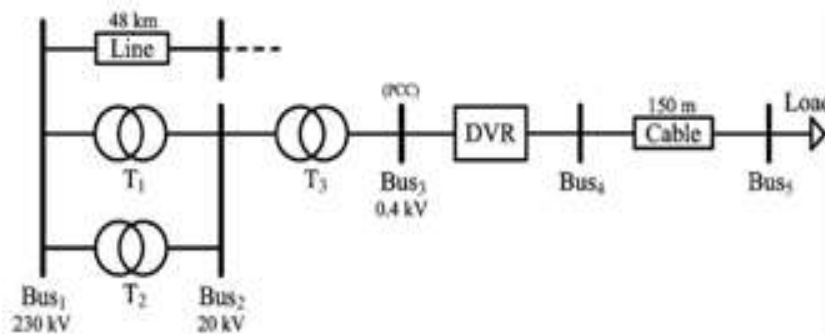 48 km
Line
(PCC)
150 m
Load
DVR
Cable
T₁
T₃
Bus₃
0.4 kV
Bus₄
Bus₅
T₂
Bus₁
230 kV
Bus₂
20 kV